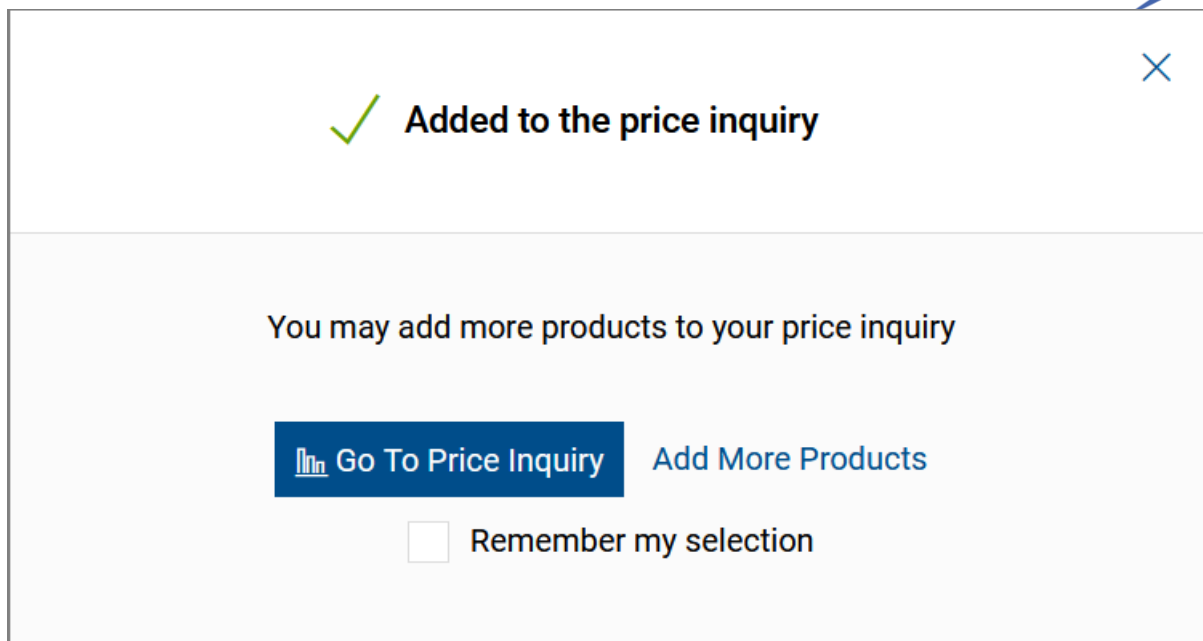 Added to the price inquiry
You may add more products to your price inquiry
Go To Price Inquiry
Add More Products
Remember my selection